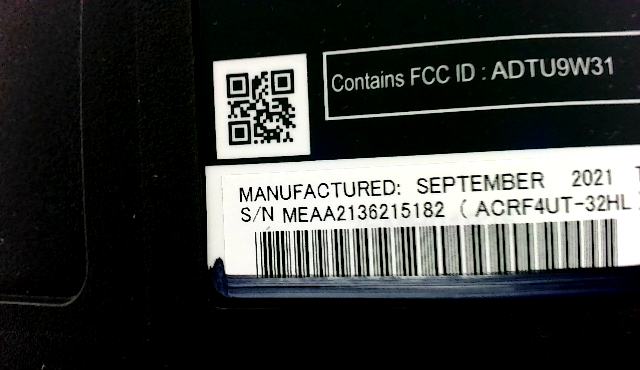 Contains FCC ID : ADTU9W31
MANUFACTURED: SEPTEMBER 2021
S/N MEAA2136215182 ( ACRF4UT-32HL